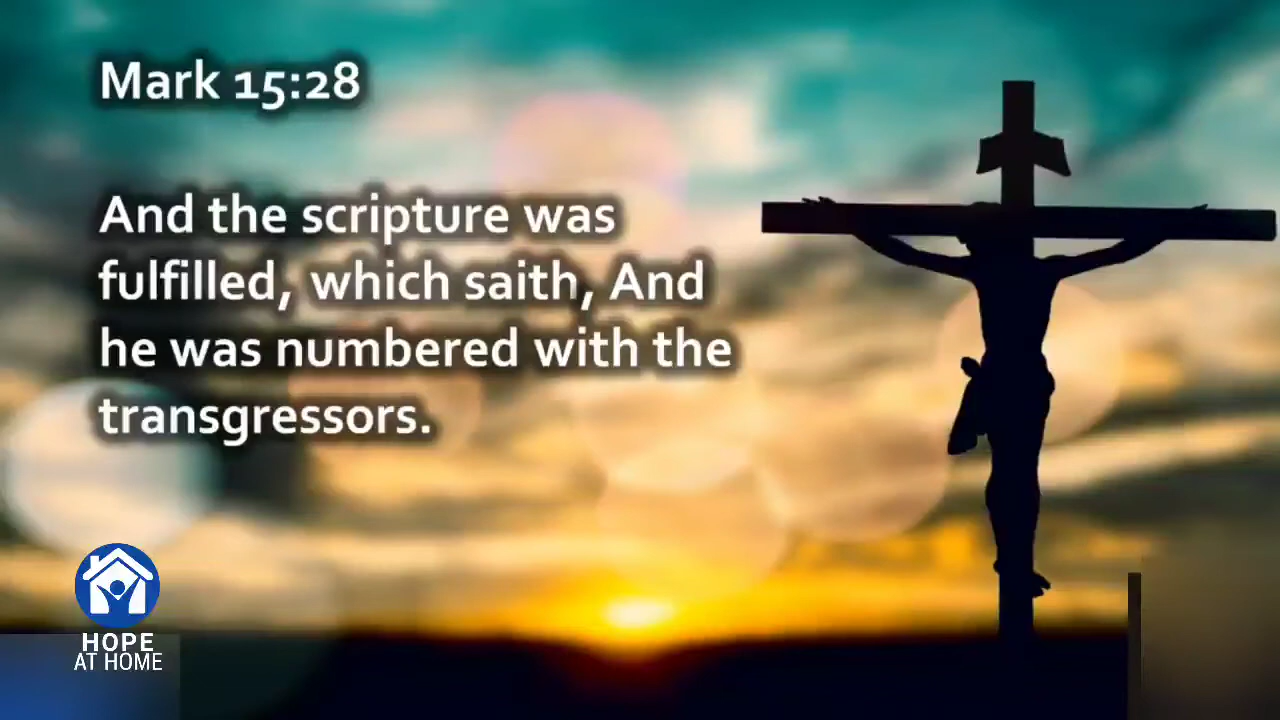 Mark 15:28
And the scripture was
fulfilled, which saith, And
he was numbered with the
transgressors.
HOPE
AT HOME